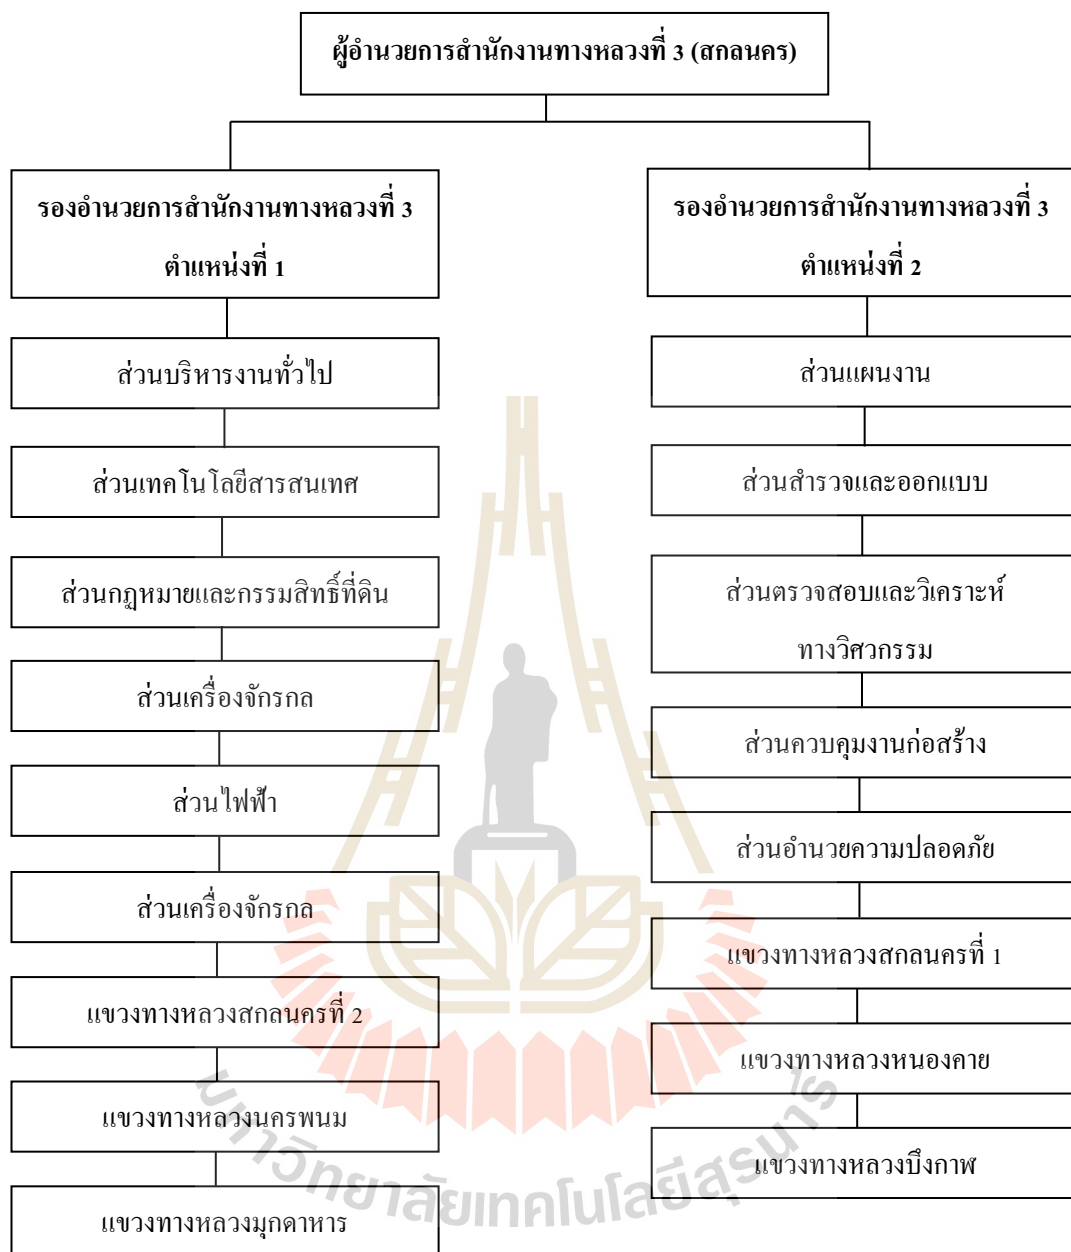 ผู้อำนวยการสำนักงานทางหลวงที่ 3 (สกลนคร)
รองอำนวยการสำนักงานทางหลวงที่ 3
ตำแหน่งที่ 1
ส่วนบริหารงานทั่วไป
ส่วนเทคโนโลยีสารสนเทศ
ส่วนกฎหมายและกรรมสิทธิ์ที่ดิน
ส่วนเครื่องจักรกล
ส่วนไฟฟ้า
ส่วนเครื่องจักรกล
แขวงทางหลวงสกลนครที่ 2
แขวงทางหลวงนครพนม
แขวงทางหลวงมุกดาหาร
รองอำนวยการสำนักงานทางหลวงที่ 3
ตำแหน่งที่ 2
ส่วนแผนงาน
ส่วนสำรวจและออกแบบ
ส่วนตรวจสอบและวิเคราะห์
ทางวิศวกรรม
ส่วนควบคุมงานก่อสร้าง
ส่วนอำนวยความปลอดภัย
แขวงทางหลวงสกลนครที่ 1
แขวงทางหลวงหนองคาย
แขวงทางหลวงบึงกาฬ
มหาวิทยาลัยเทคโนโลยีสุรนารี